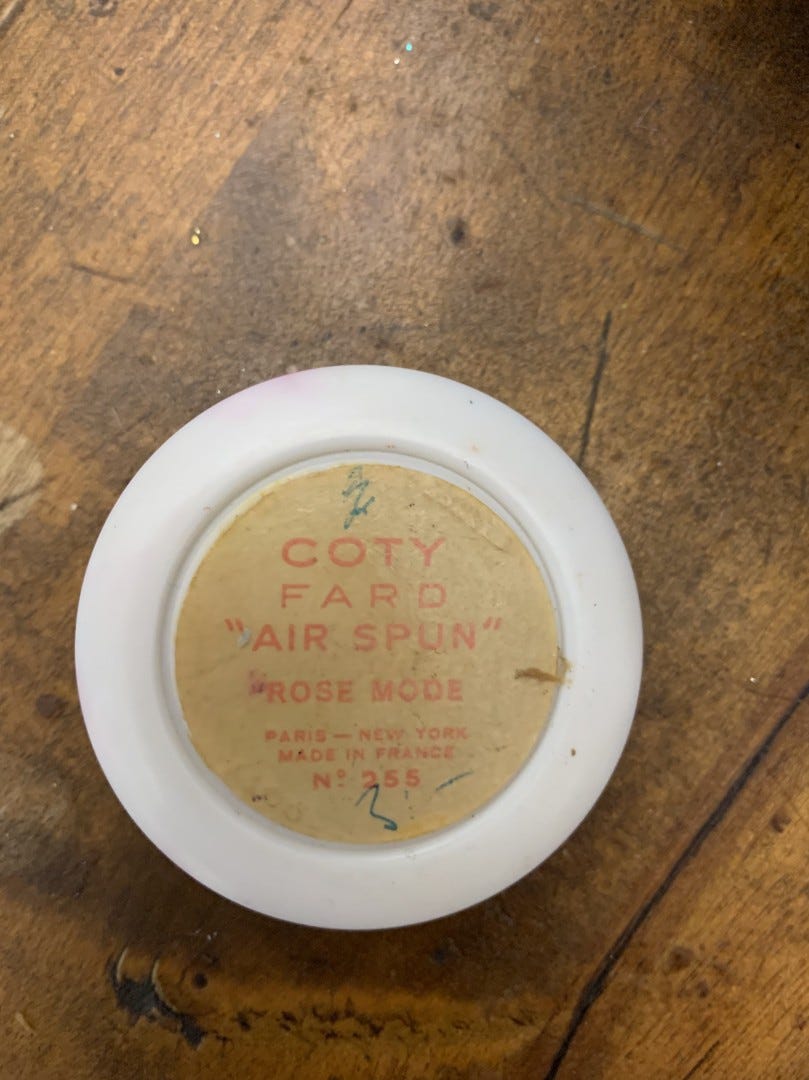 COTY
FARD
"AIR SPUN"
ROSE MODE
PARIS — NEW YORK
MADE IN FRANCE
Nº 255